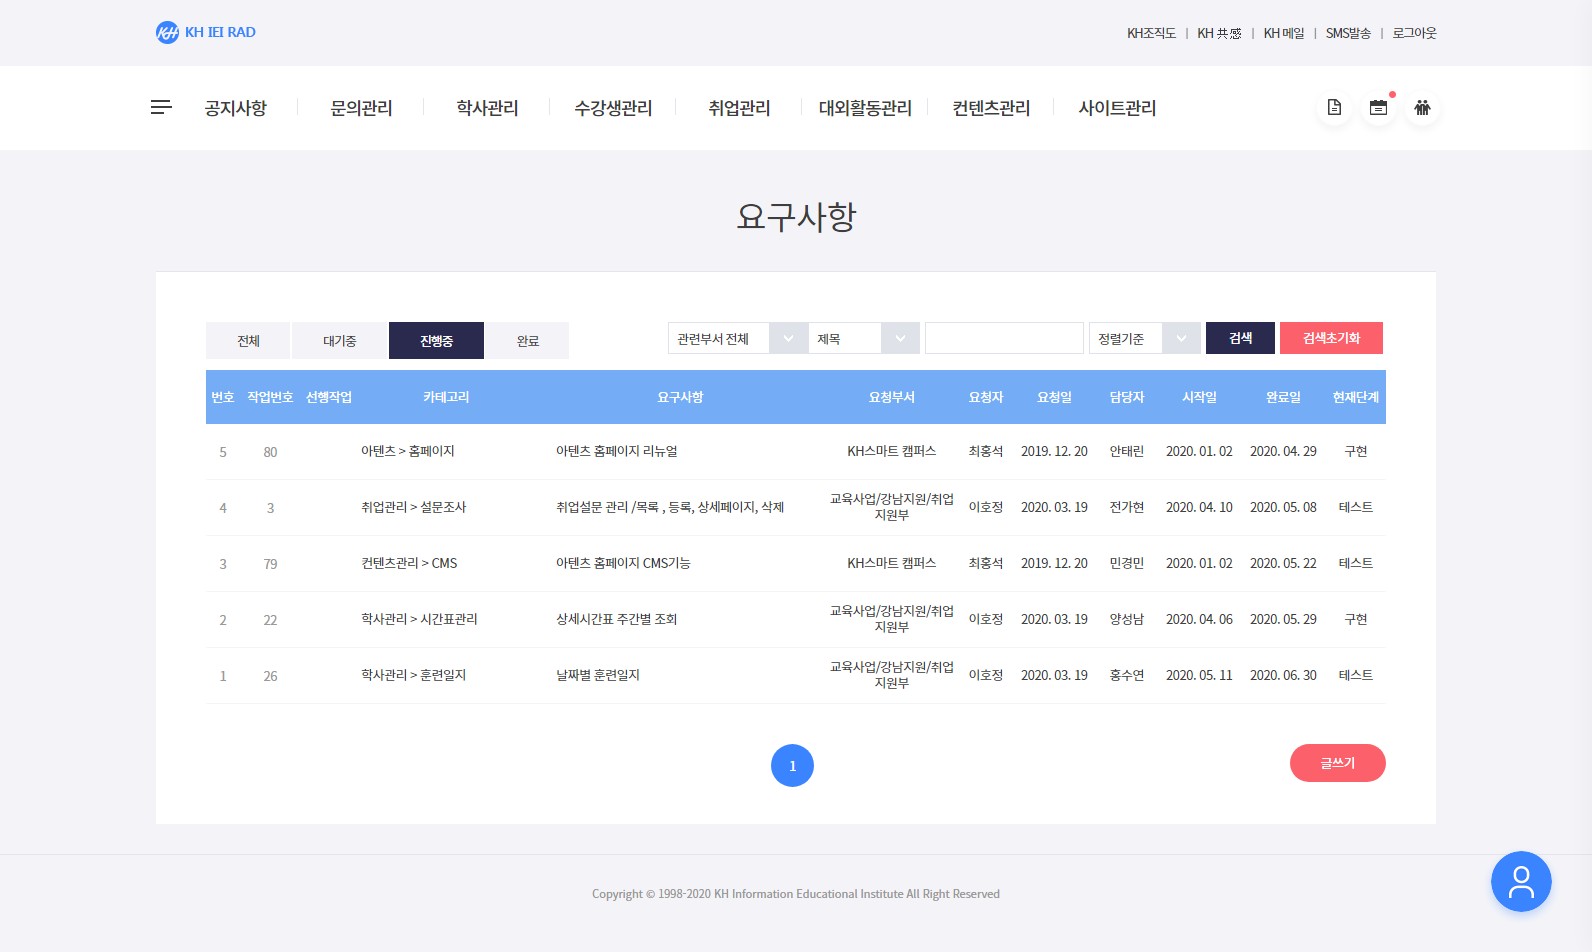 KH IEI RAD
KH조직도 | KH 共感 | KH 메일 | SMS발송 | 로그아웃
공지사항 문의관리 학사관리 수강생관리 취업관리 대외활동관리 컨텐츠관리 사이트관리
요구사항
전체 대기중 진행중 완료 관련부서 전체 제목 정렬기준 검색 검색초기화
번호 작업번호 선행작업 카테고리 요구사항 요청부서 요청자 요청일 담당자 시작일 완료일 현재단계
5 80 아텐츠 > 홈페이지 아텐츠 홈페이지 리뉴얼 KH스마트 캠퍼스 최홍석 2019. 12. 20 안태린 2020. 01. 02 2020. 04. 29 구현
4 3 취업관리 > 설문조사 취업설문 관리 /목록 , 등록, 상세페이지, 삭제 교육사업/강남지원/취업
지원부 이호정 2020. 03. 19 전가현 2020. 04. 10 2020. 05. 08 테스트
3 79 컨텐츠관리 > CMS 아텐츠 홈페이지 CMS기능 KH스마트 캠퍼스 최홍석 2019. 12. 20 민경민 2020. 01. 02 2020. 05. 22 테스트
2 22 학사관리 > 시간표관리 상세시간표 주간별 조회 교육사업/강남지원/취업
지원부 이호정 2020. 03. 19 양성남 2020. 04. 06 2020. 05. 29 구현
1 26 학사관리 > 훈련일지 날짜별 훈련일지 교육사업/강남지원/취업
지원부 이호정 2020. 03. 19 홍수연 2020. 05. 11 2020. 06. 30 테스트
1 글쓰기
Copyright © 1998-2020 KH Information Educational Institute All Right Reserved